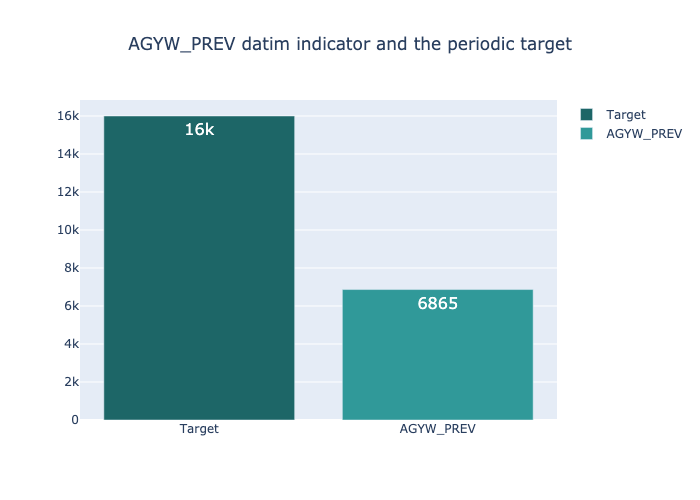 AGYW_PREV datim indicator and the periodic target
16k
14k
12k
10k
8k
6k
4k
2k
0
16k
6865
Target
AGYW_PREV
Target
AGYW_PREV